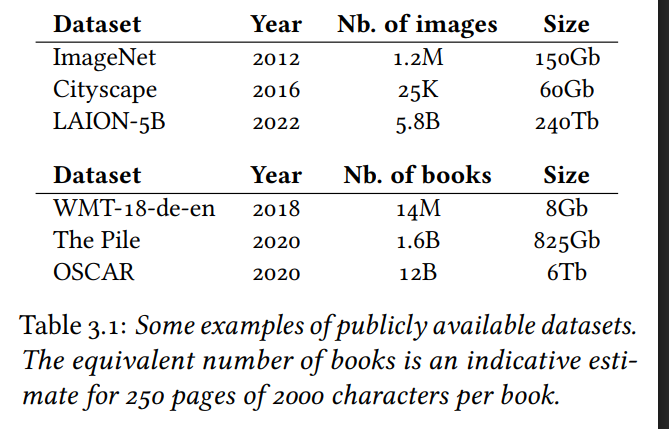 Dataset Year Nb. of images Size
ImageNet 2012 1.2M 150Gb
Cityscape 2016 25K 60Gb
LAION-5B 2022 5.8B 240Tb
Dataset Year Nb. of books Size
WMT-18-de-en 2018 14M 8Gb
The Pile 2020 1.6B 825Gb
OSCAR 2020 12B 6Tb
Table 3.1: Some examples of publicly available datasets.
The equivalent number of books is an indicative esti-
mate for 250 pages of 2000 characters per book.